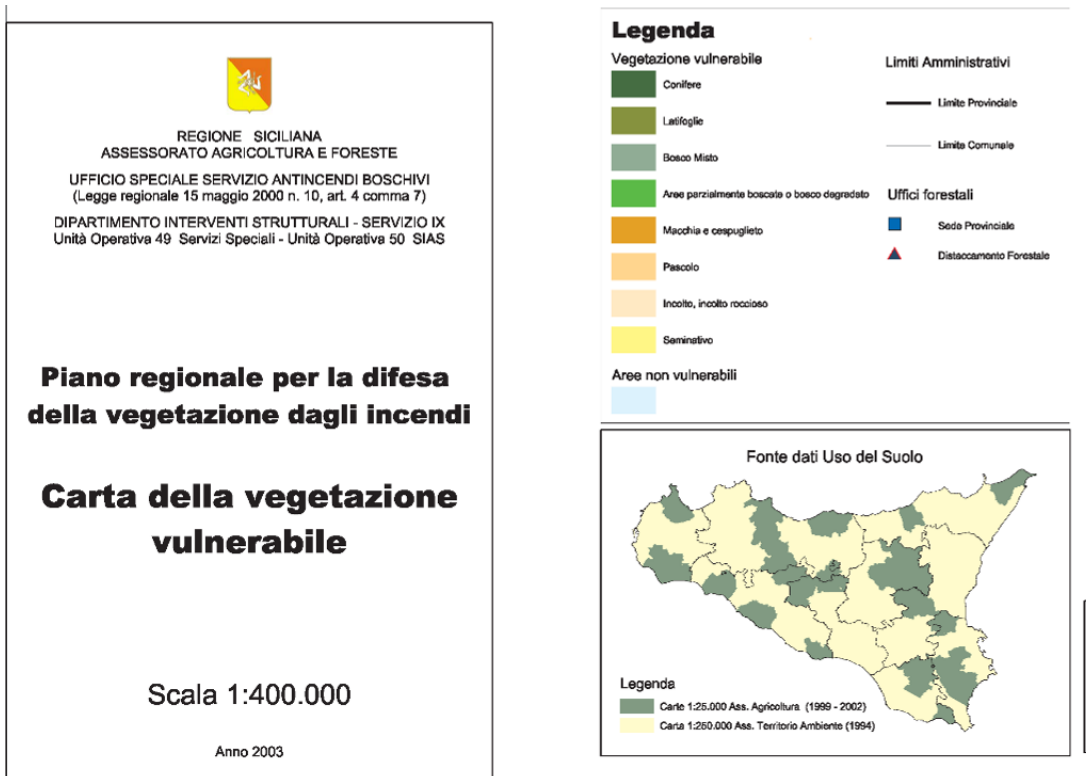 REGIONE SICILIANA
ASSESSORATO AGRICOLTURA E FORESTE
UFFICIO SPECIALE SERVIZIO ANTINCENDI BOSCHIVI
(Legge regionale 15 maggio 2000 n. 10, art. 4 comma 7)
DIPARTIMENTO INTERVENTI STRUTTURALI - SERVIZIO IX
Unità Operativa 49 Servizi Speciali - Unità Operativa 50 SIAS
Piano regionale per la difesa
della vegetazione dagli incendi
Carta della vegetazione
vulnerabile
Scala 1:400.000
Anno 2003
Legenda
Vegetazione vulnerabile
Conifere
Latifoglie
Bosco Misto
Aree parzialmente boscate o bosco degradato
Macchia e cespuglieto
Pascolo
Incolto, incolto roccioso
Seminativo
Aree non vulnerabili
Limiti Amministrativi
Limite Provinciale
Limite Comunale
Uffici forestali
Sede Provinciale
Distaccamento Forestale
Fonte dati Uso del Suolo
Legenda
Carte 1:25.000 Ass. Agricoltura (1999 - 2002)
Carta 1:250.000 Ass. Territorio Ambiente (1994)